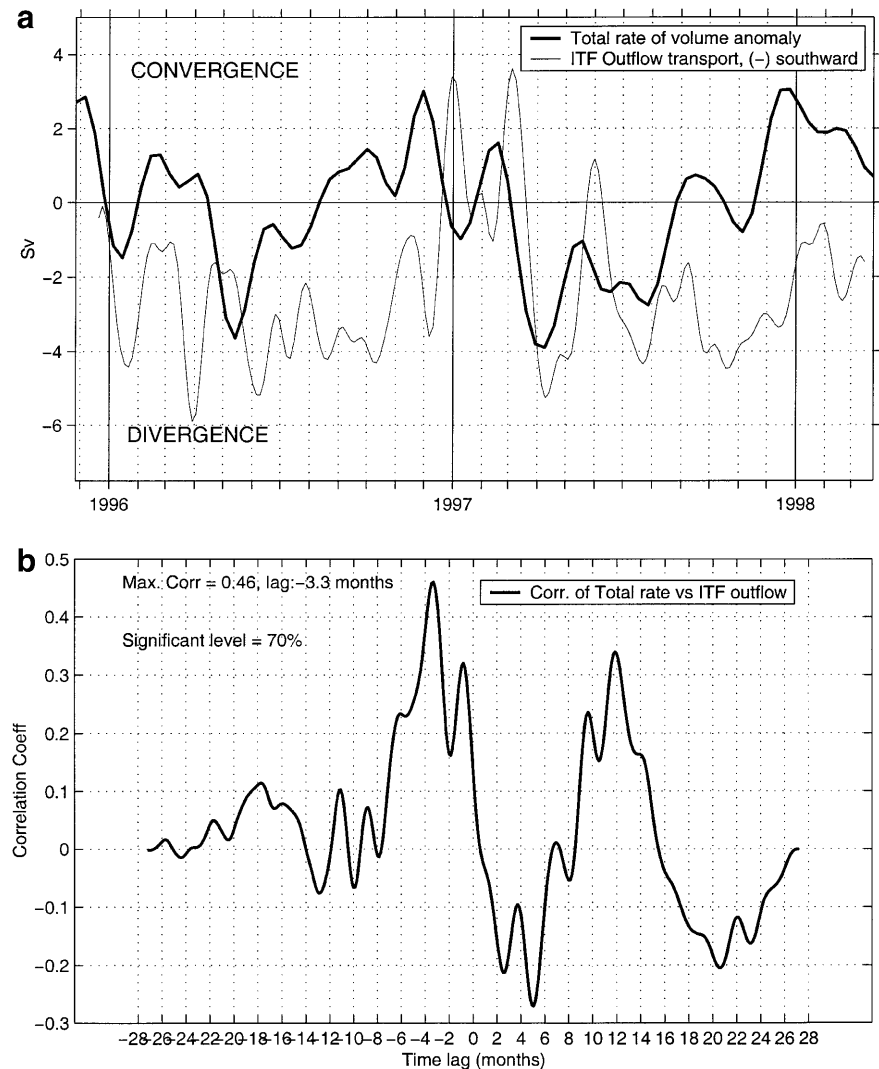 a
4
2
0
−2
−4
−6
Sv
CONVERGENCE
DIVERGENCE
Total rate of volume anomaly
ITF Outflow transport, (−) southward
1996
1997
1998
b
0.5
0.4
0.3
0.2
0.1
0
−0.1
−0.2
−0.3
Correlation Coeff
Max. Corr = 0.46, lag:−3.3 months
Significant level = 70%
Corr. of Total rate vs ITF outflow
−28−26−24−22−20−18−16−14−12−10−8 −6 −4 −2 0 2 4 6 8 10 12 14 16 18 20 22 24 26 28
Time lag (months)